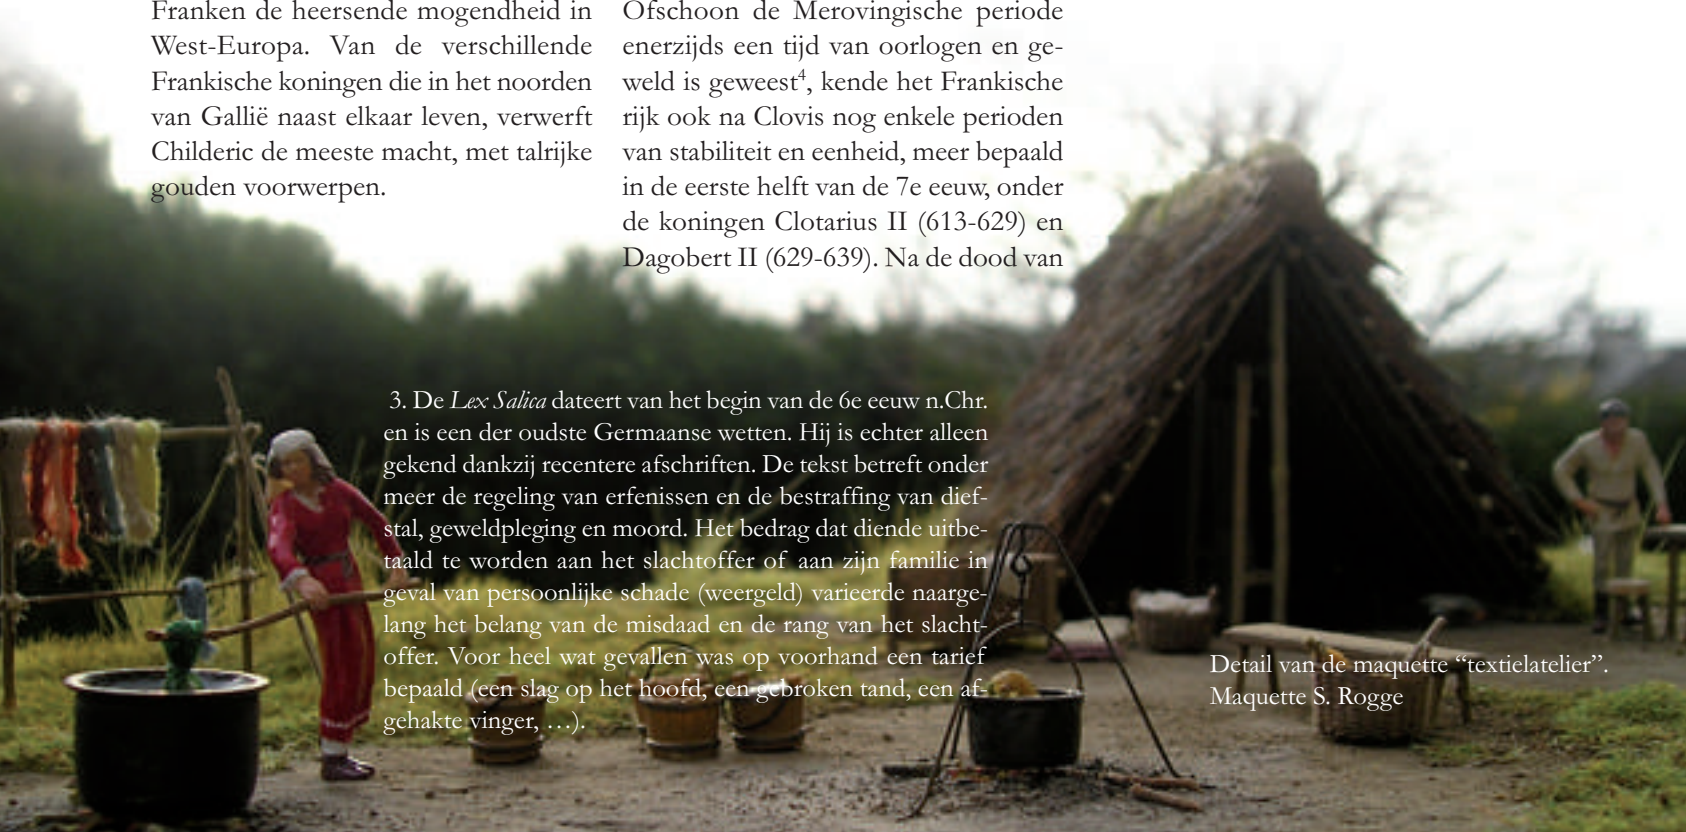 Franken de heersende mogendheid in
West-Europa. Van de verschillende
Frankische koningen die in het noorden
van Gallië naast elkaar leven, verwerft
Childeric de meeste macht, met talrijke
gouden voorwerpen.
Ofschoon de Merovingische periode
enerzijds een tijd van oorlogen en ge-
weld is geweest⁴, kende het Frankische
rijk ook na Clovis nog enkele perioden
van stabiliteit en eenheid, meer bepaald
in de eerste helft van de 7e eeuw, onder
de koningen Clotarius II (613-629) en
Dagobert II (629-639). Na de dood van
3. De Lex Salica dateert van het begin van de 6e eeuw n.Chr.
en is een der oudste Germaanse wetten. Hij is echter alleen
gekend dankzij recentere afschriften. De tekst betreft onder
meer de regeling van erfenissen en de bestraffing van dief-
stal, geweldpleging en moord. Het bedrag dat diende uitbe-
taald te worden aan het slachtoffer of aan zijn familie in
geval van persoonlijke schade (weergeld) varieerde naarge-
lang het belang van de misdaad en de rang van het slacht-
offer. Voor heel wat gevallen was op voorhand een tarief
bepaald (een slag op het hoofd, een gebroken tand, een af-
gehakte vinger, …).
Detail van de maquette “textielatelier”.
Maquette S. Rogge